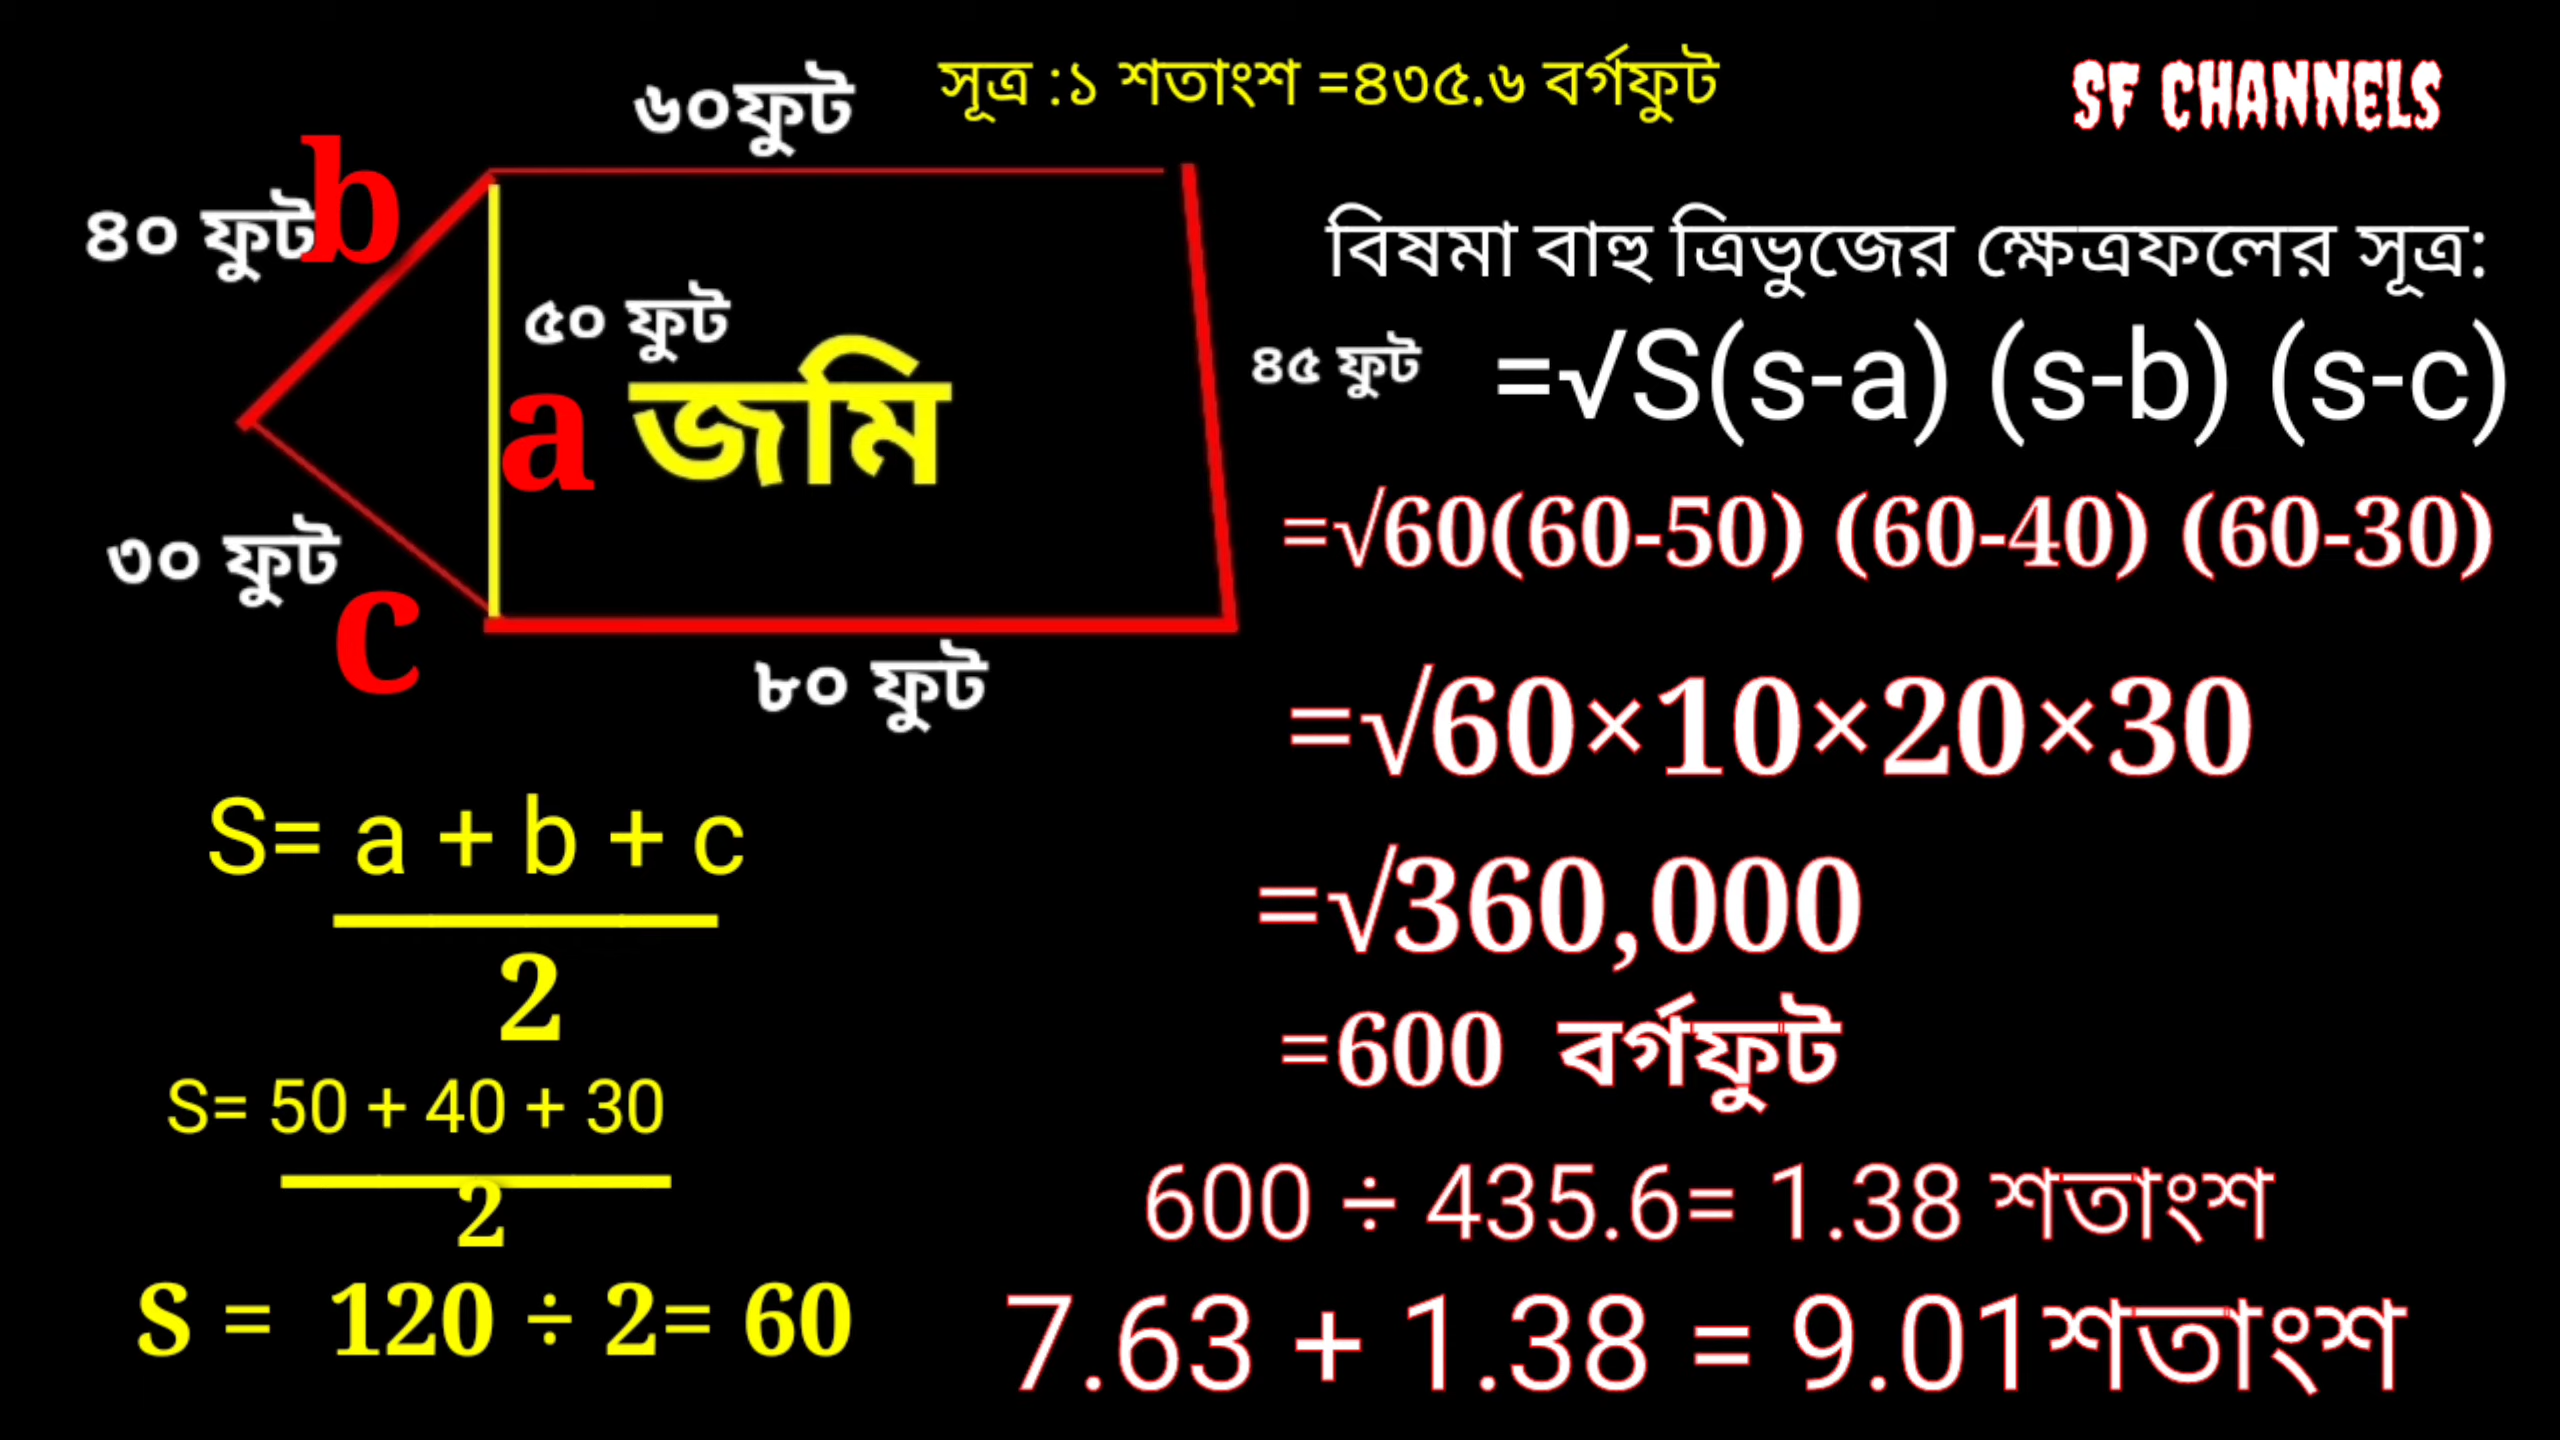 ৬০ফুট
সূত্র :১ শতাংশ =৪৩৫.৬ বর্গফুট
SF CHANNELS
৪০ ফুট
b
৫০ ফুট
a
জমি
৩০ ফুট
c
৮০ ফুট
৪৫ ফুট
বিষমা বাহু ত্রিভুজের ক্ষেত্রফলের সূত্র:
=√S(s-a) (s-b) (s-c)
=√60(60-50) (60-40) (60-30)
=√60×10×20×30
=√360,000
=600 বর্গফুট
600 ÷ 435.6= 1.38 শতাংশ
7.63 + 1.38 = 9.01শতাংশ
S= a + b + c
2
S= 50 + 40 + 30
2
S = 120 ÷ 2= 60